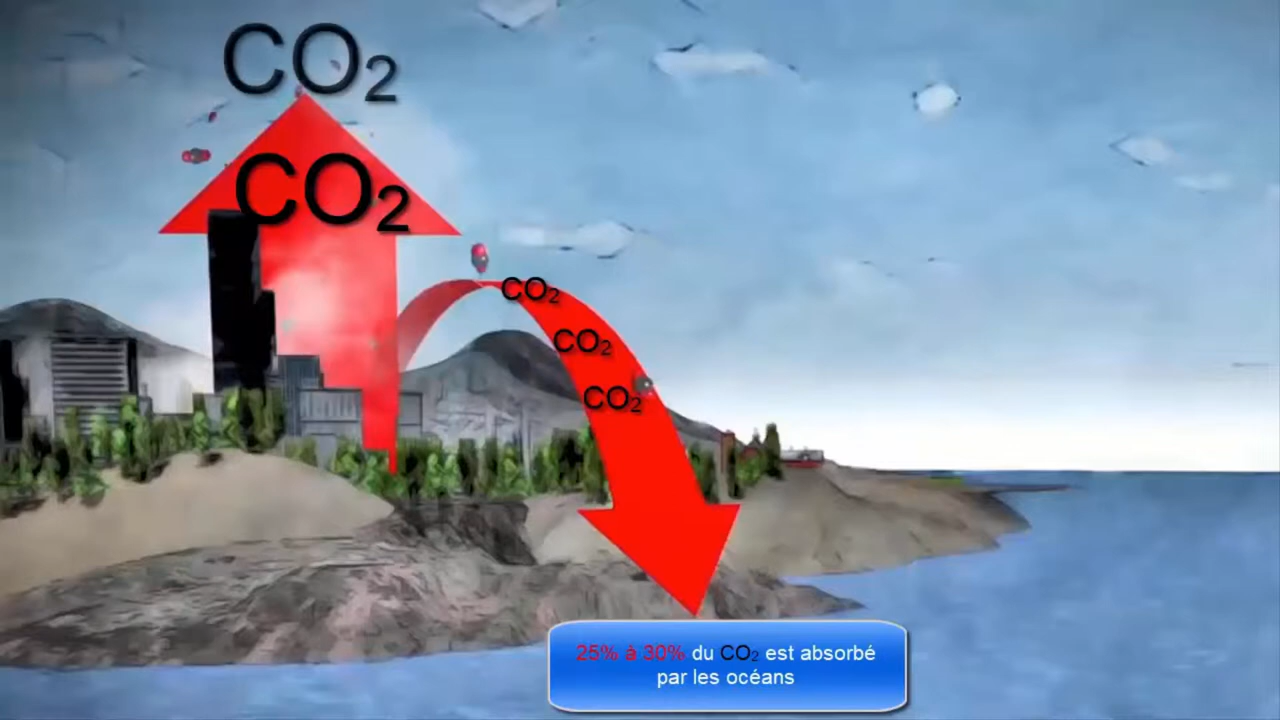 CO₂
CO₂
CO₂
CO₂
CO₂
25% à 30% du CO₂ est absorbé
par les océans